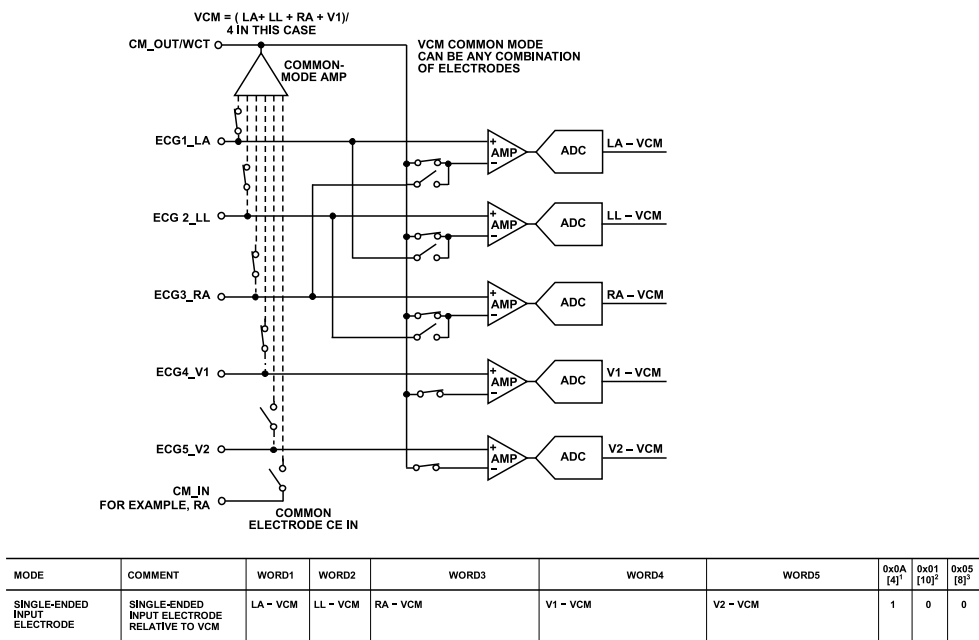 VCM = ( LA+ LL + RA + V1)/
4 IN THIS CASE
CM_OUT/WCT
COMMON-
MODE AMP
VCM COMMON MODE
CAN BE ANY COMBINATION
OF ELECTRODES
ECG1_LA
+
AMP
–
ADC
LA – VCM
ECG 2_LL
+
AMP
–
ADC
LL – VCM
ECG3_RA
+
AMP
–
ADC
RA – VCM
ECG4_V1
+
AMP
–
ADC
V1 – VCM
ECG5_V2
+
AMP
–
ADC
V2 – VCM
CM_IN
FOR EXAMPLE, RA
COMMON
ELECTRODE CE IN
MODE COMMENT WORD1 WORD2 WORD3 WORD4 WORD5 0x0A [4]1 0x01 [10]2 0x05 [8]3
SINGLE-ENDED
INPUT
ELECTRODE
SINGLE-ENDED
INPUT ELECTRODE
RELATIVE TO VCM
LA – VCM LL – VCM RA – VCM V1 – VCM V2 – VCM 1 0 0